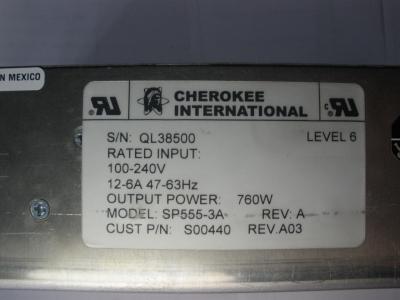 N MEXICO
CHEROKEE
INTERNATIONAL
S/N: QL38500 LEVEL 6
RATED INPUT:
100-240V
12-6A 47-63Hz
OUTPUT POWER: 760W
MODEL: SP555-3A REV: A
CUST P/N: S00440 REV.A03